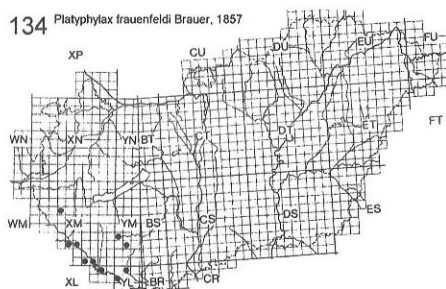 134 Platyphylax frauenfeldi Brauer, 1857
XP CU DU EU FU
WN XN YN BT CT DT ET FT
WM XM YM BS CS DS ES
XL YL BR CR